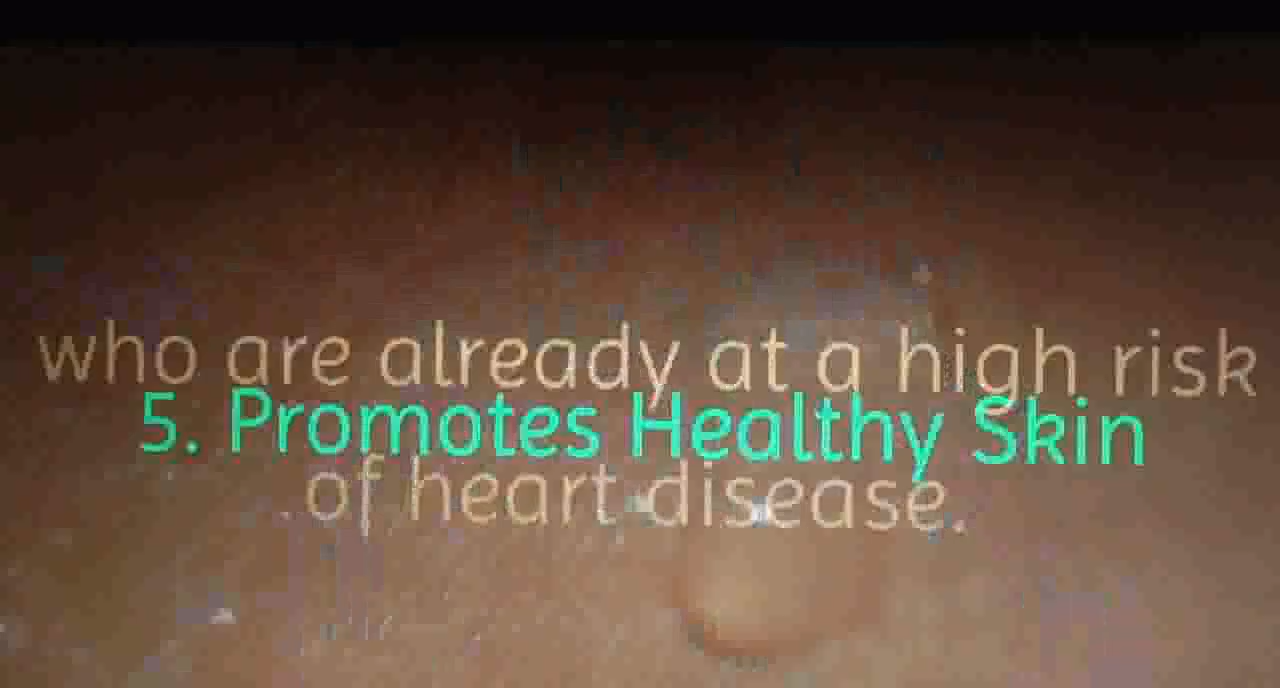 who are already at a high risk
5. Promotes Healthy Skin
of heart disease.